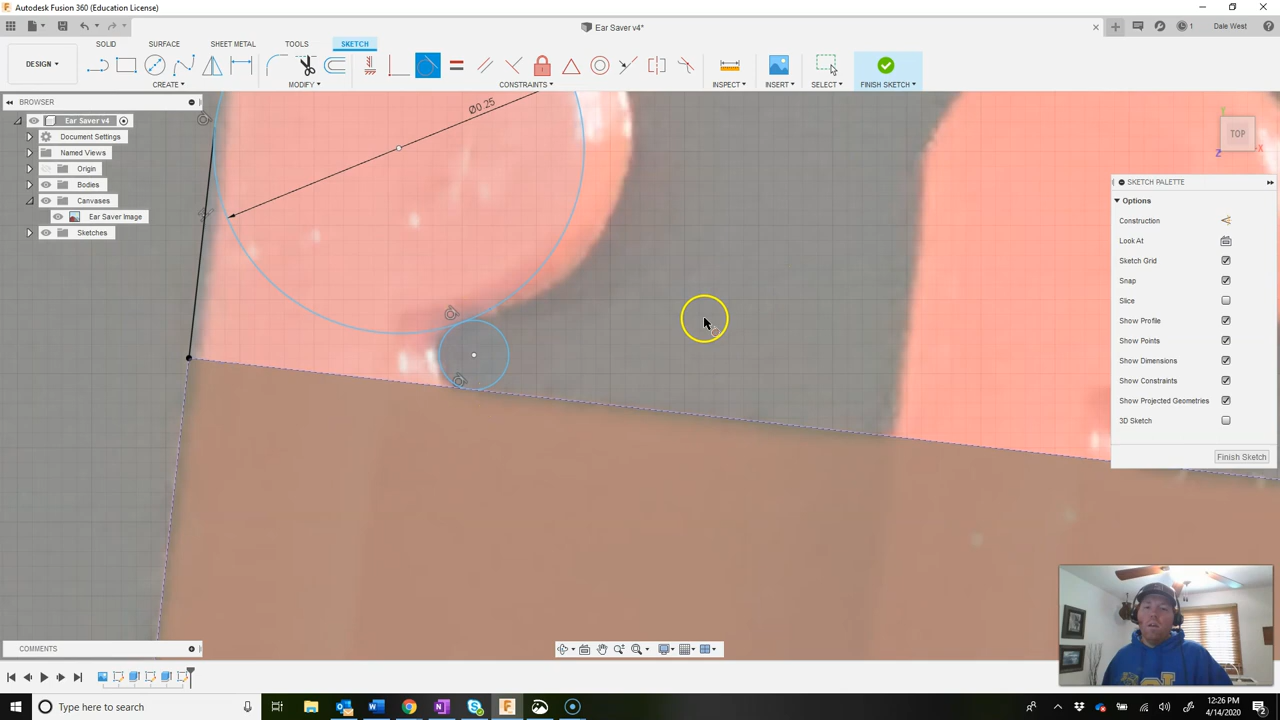 Autodesk Fusion 360 (Education License)
Ear Saver v4*
Dale West
1
DESIGN
SOLID
SURFACE
SHEET METAL
TOOLS
SKETCH
CREATE
MODIFY
CONSTRAINTS
INSPECT
INSERT
SELECT
FINISH SKETCH
BROWSER
Ear Saver v4
Document Settings
Named Views
Origin
Bodies
Canvases
Ear Saver Image
Sketches
Ø0.25
Y
TOP
X
Z
SKETCH PALETTE
Options
Construction
Look At
Sketch Grid
Snap
Slice
Show Profile
Show Points
Show Dimensions
Show Constraints
Show Projected Geometries
3D Sketch
Finish Sketch
COMMENTS
Type here to search
12:26 PM
4/14/2020